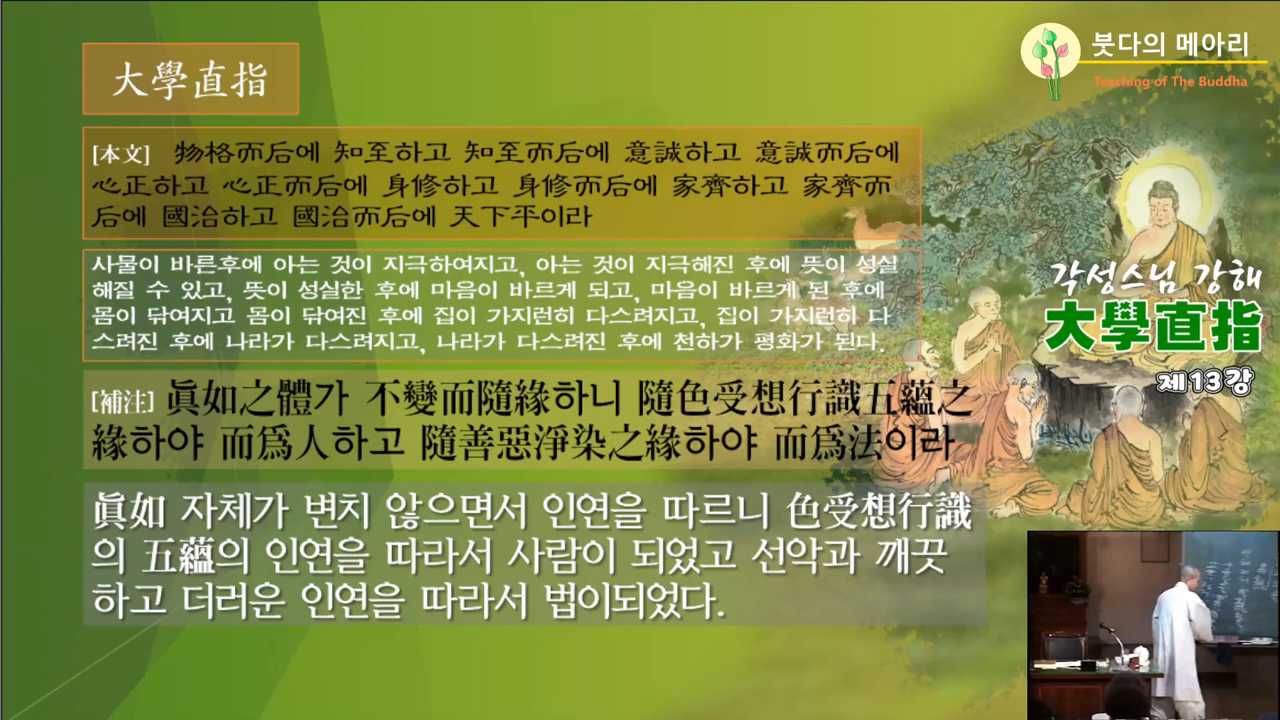 大學直指
[本文] 物格而后에 知至하고 知至而后에 意誠하고 意誠而后에
心正하고 心正而后에 身修하고 身修而后에 家齊하고 家齊而
后에 國治하고 國治而后에 天下平이라
사물이 바른후에 아는 것이 지극하여지고, 아는 것이 지극해진 후에 뜻이 성실
해질 수 있고, 뜻이 성실한 후에 마음이 바르게 되고, 마음이 바르게 된 후에
몸이 닦여지고 몸이 닦여진 후에 집이 가지런히 다스려지고, 집이 가지런히 다
스려진 후에 나라가 다스려지고, 나라가 다스려진 후에 천하가 평화가 된다.
[補注] 眞如之體가 不變而隨緣하니 隨色受想行識五蘊之
緣하야 而爲人하고 隨善惡淨染之緣하야 而爲法이라
眞如 자체가 변치 않으면서 인연을 따르니 色受想行識
의 五蘊의 인연을 따라서 사람이 되었고 선악과 깨끗
하고 더러운 인연을 따라서 법이되었다.
붓다의 메아리
Teaching of The Buddha
각성스님 강해
大學直指
제13강